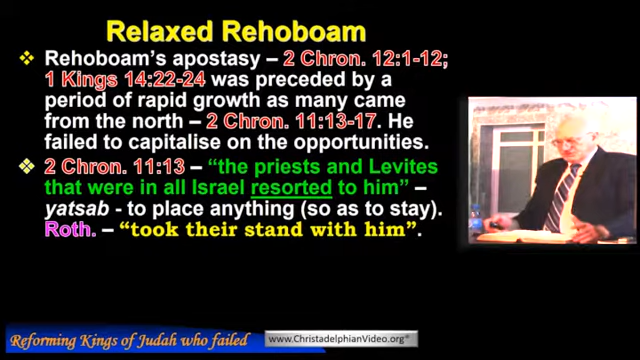 Relaxed Rehoboam
❖ Rehoboam's apostasy – 2 Chron. 12:1-12;
1 Kings 14:22-24 was preceded by a
period of rapid growth as many came
from the north – 2 Chron. 11:13-17. He
failed to capitalise on the opportunities.
❖ 2 Chron. 11:13 – "the priests and Levites
that were in all Israel resorted to him" –
yatsab - to place anything (so as to stay).
Roth. – "took their stand with him".
Reforming Kings of Judah who failed
www.ChristadelphianVideo.org